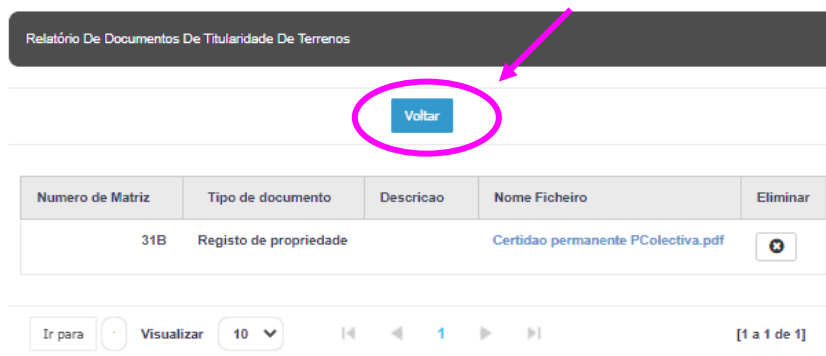 Relatório De Documentos De Titularidade De Terrenos
Voltar
Numero de Matriz Tipo de documento Descricao Nome Ficheiro Eliminar
31B Registo de propriedade Certidao permanente PColectiva.pdf
Ir para Visualizar 10 1 [1 a 1 de 1]